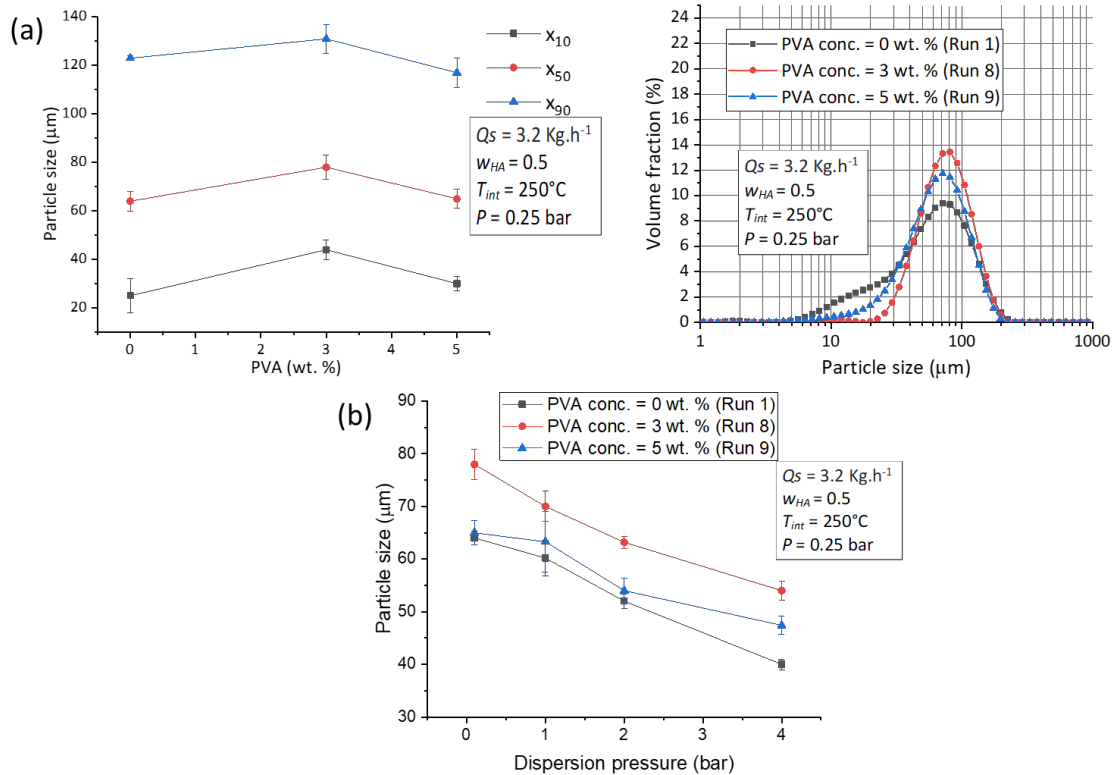 (a)
140
120
100
80
60
40
20
Particle size (μm)
0
1
2
3
4
5
PVA (wt. %)
x10
x50
x90
Qs = 3.2 Kg.h-1
wHA = 0.5
Tint = 250°C
P = 0.25 bar
24
22
20
18
16
14
12
10
8
6
4
2
0
Volume fraction (%)
1
10
100
1000
Particle size (μm)
PVA conc. = 0 wt. % (Run 1)
PVA conc. = 3 wt. % (Run 8)
PVA conc. = 5 wt. % (Run 9)
Qs = 3.2 Kg.h-1
wHA = 0.5
Tint = 250°C
P = 0.25 bar
(b)
90
80
70
60
50
40
30
Particle size (μm)
0
1
2
3
4
Dispersion pressure (bar)
PVA conc. = 0 wt. % (Run 1)
PVA conc. = 3 wt. % (Run 8)
PVA conc. = 5 wt. % (Run 9)
Qs = 3.2 Kg.h-1
wHA = 0.5
Tint = 250°C
P = 0.25 bar